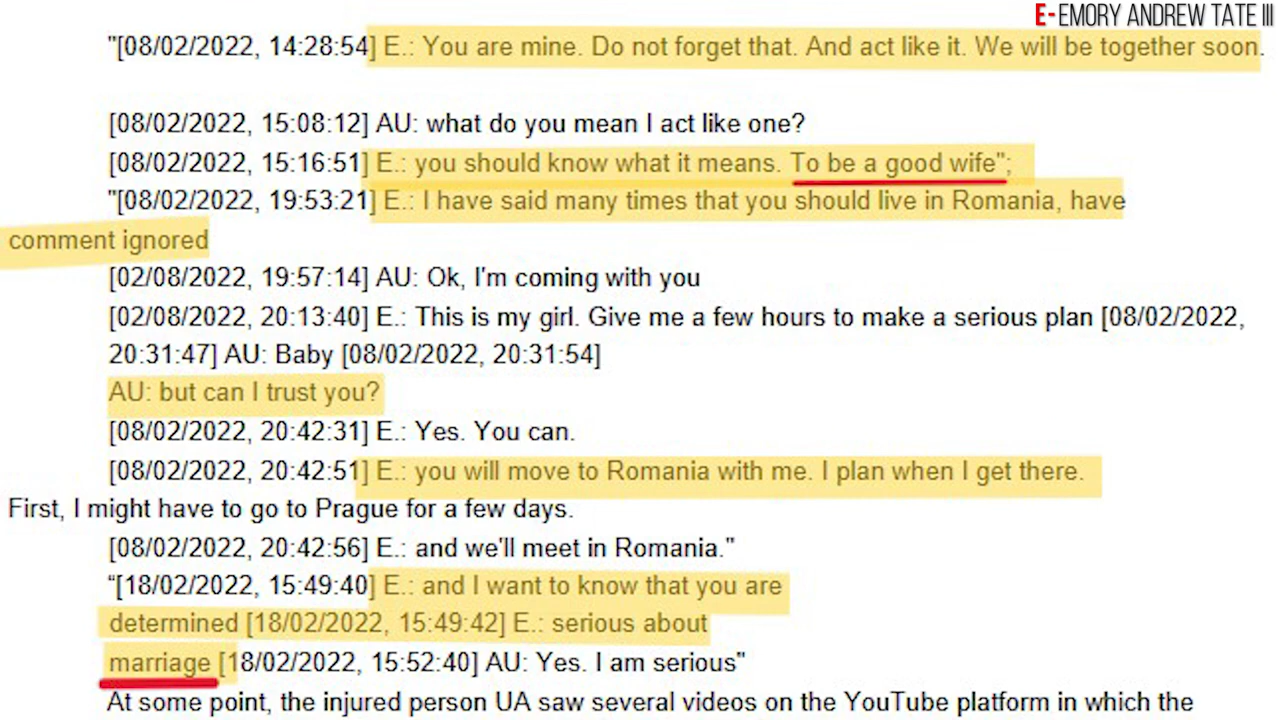 E- EMORY ANDREW TATE III
"[08/02/2022, 14:28:54] E.: You are mine. Do not forget that. And act like it. We will be together soon.
[08/02/2022, 15:08:12] AU: what do you mean I act like one?
[08/02/2022, 15:16:51] E.: you should know what it means. To be a good wife";
"[08/02/2022, 19:53:21] E.: I have said many times that you should live in Romania, have
comment ignored
[02/08/2022, 19:57:14] AU: Ok, I'm coming with you
[02/08/2022, 20:13:40] E.: This is my girl. Give me a few hours to make a serious plan [08/02/2022,
20:31:47] AU: Baby [08/02/2022, 20:31:54]
AU: but can I trust you?
[08/02/2022, 20:42:31] E.: Yes. You can.
[08/02/2022, 20:42:51] E.: you will move to Romania with me. I plan when I get there.
First, I might have to go to Prague for a few days.
[08/02/2022, 20:42:56] E.: and we'll meet in Romania."
“[18/02/2022, 15:49:40] E.: and I want to know that you are
determined [18/02/2022, 15:49:42] E.: serious about
marriage [18/02/2022, 15:52:40] AU: Yes. I am serious"
At some point, the injured person UA saw several videos on the YouTube platform in which the